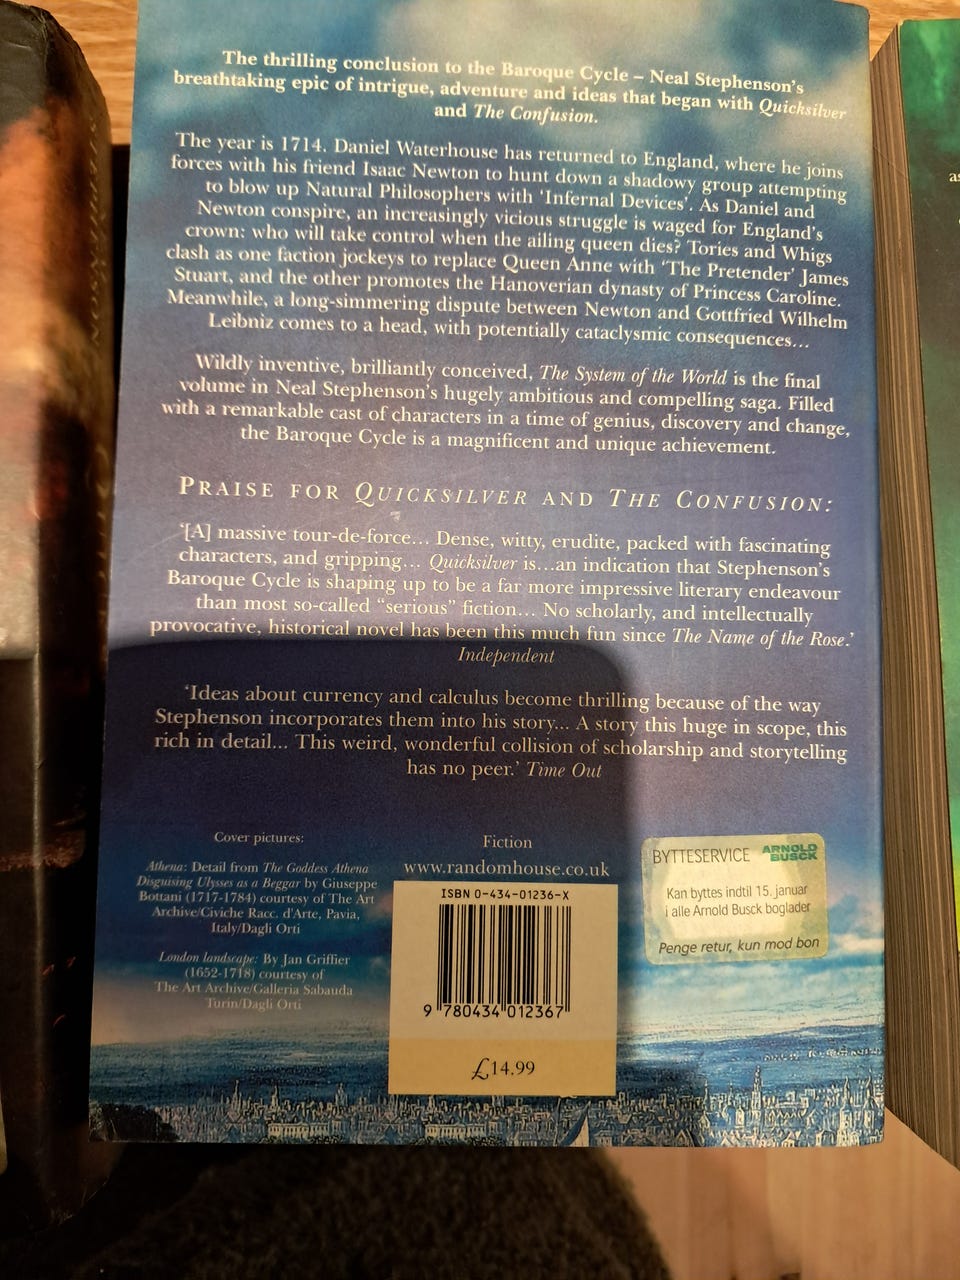 The thrilling conclusion to the Baroque Cycle – Neal Stephenson's
breathtaking epic of intrigue, adventure and ideas that began with Quicksilver
and The Confusion.
The year is 1714. Daniel Waterhouse has returned to England, where he joins
forces with his friend Isaac Newton to hunt down a shadowy group attempting
to blow up Natural Philosophers with 'Infernal Devices'. As Daniel and
Newton conspire, an increasingly vicious struggle is waged for England's
crown: who will take control when the ailing queen dies? Tories and Whigs
clash as one faction jockeys to replace Queen Anne with 'The Pretender' James
Stuart, and the other promotes the Hanoverian dynasty of Princess Caroline.
Meanwhile, a long-simmering dispute between Newton and Gottfried Wilhelm
Leibniz comes to a head, with potentially cataclysmic consequences...
Wildly inventive, brilliantly conceived, The System of the World is the final
volume in Neal Stephenson's hugely ambitious and compelling saga. Filled
with a remarkable cast of characters in a time of genius, discovery and change,
the Baroque Cycle is a magnificent and unique achievement.
PRAISE FOR QUICKSILVER AND THE CONFUSION:
'[A] massive tour-de-force... Dense, witty, erudite, packed with fascinating
characters, and gripping... Quicksilver is...an indication that Stephenson's
Baroque Cycle is shaping up to be a far more impressive literary endeavour
than most so-called "serious" fiction... No scholarly, and intellectually
provocative, historical novel has been this much fun since The Name of the Rose.'
Independent
'Ideas about currency and calculus become thrilling because of the way
Stephenson incorporates them into his story... A story this huge in scope, this
rich in detail... This weird, wonderful collision of scholarship and storytelling
has no peer.' Time Out
Cover pictures:
Athena: Detail from The Goddess Athena
Disguising Ulysses as a Beggar by Giuseppe
Bottani (1717-1784) courtesy of The Art
Archive/Civiche Racc. d'Arte, Pavia,
Italy/Dagli Orti
London landscape: By Jan Griffier
(1652-1718) courtesy of
The Art Archive/Galleria Sabauda
Turin/Dagli Orti
Fiction
www.randomhouse.co.uk
ISBN 0-434-01236-X
9 780434 012367
£14.99
BYTTESERVICE ARNOLD BUSCK
Kan byttes indtil 15. januar
i alle Arnold Busck boglader
Penge retur, kun mod bon
as